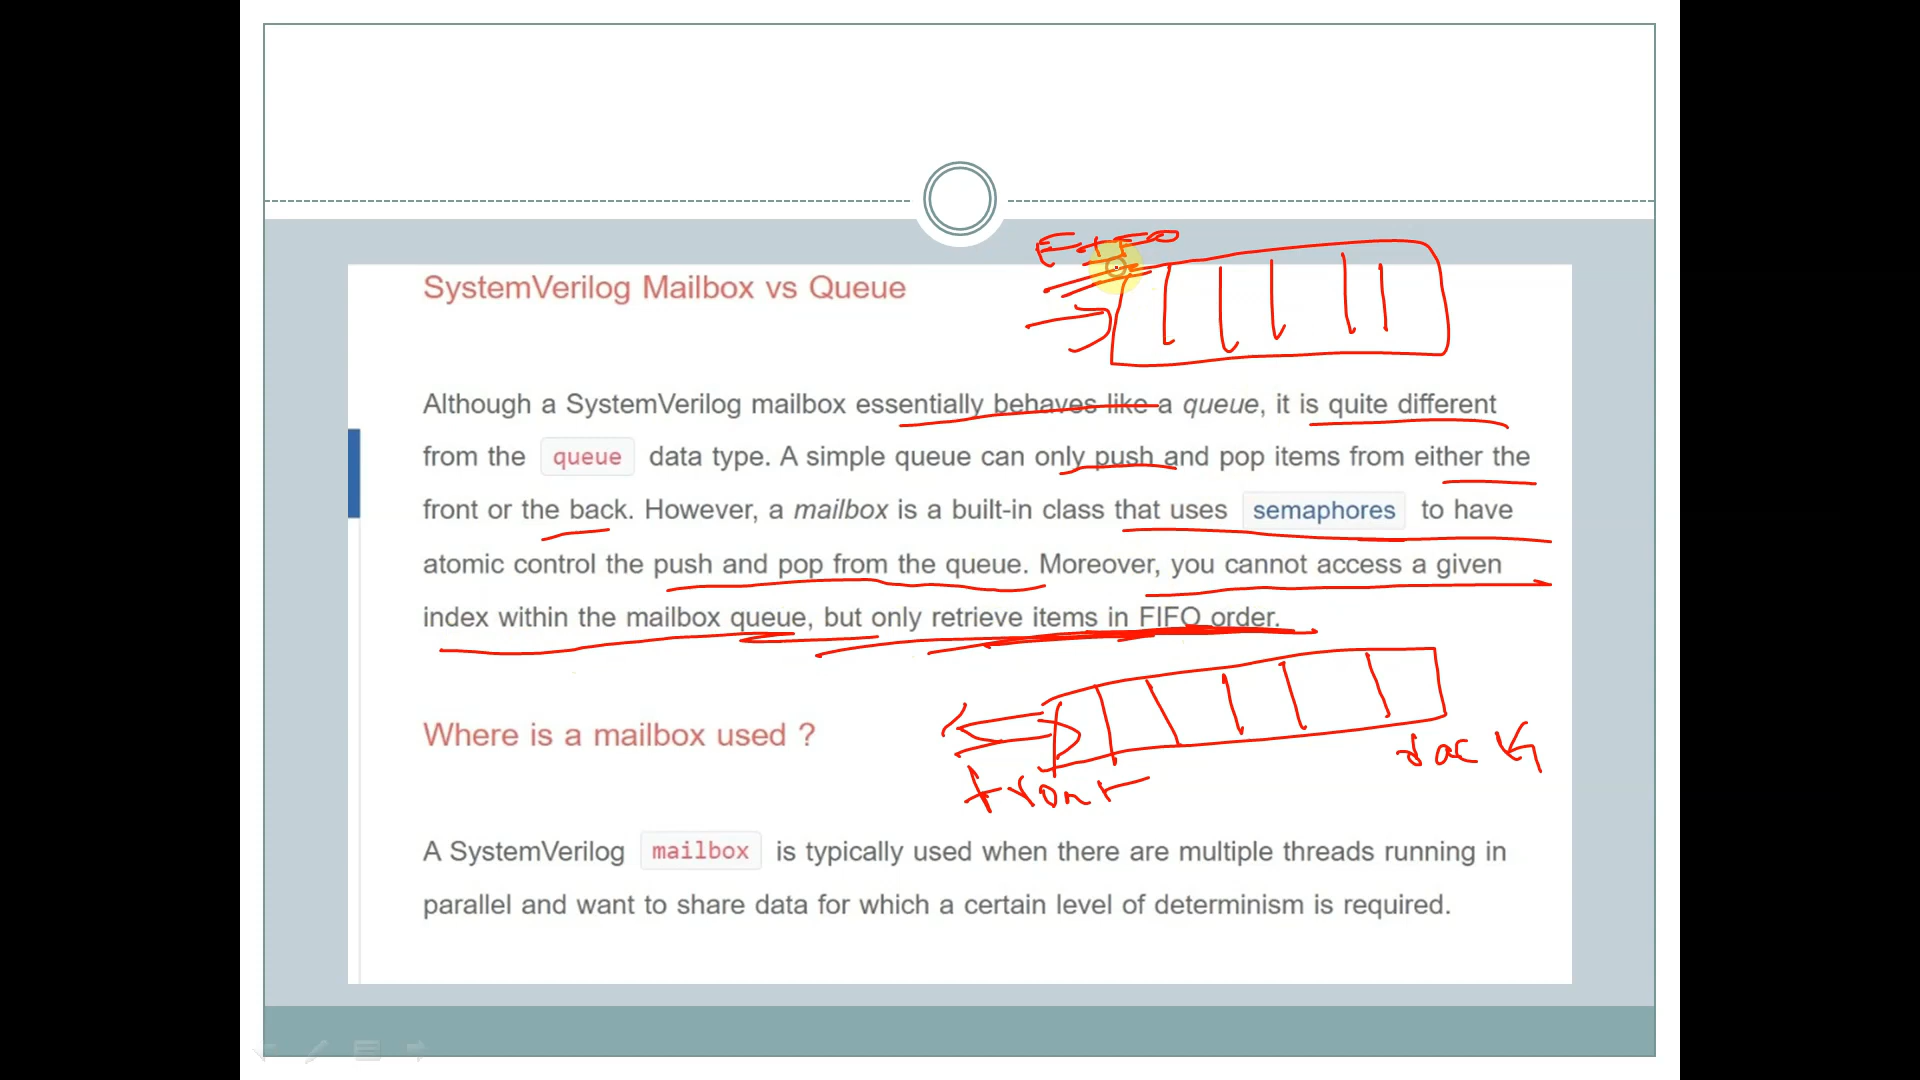 FIFO
SystemVerilog Mailbox vs Queue
Although a SystemVerilog mailbox essentially behaves like a queue, it is quite different
from the queue data type. A simple queue can only push and pop items from either the
front or the back. However, a mailbox is a built-in class that uses semaphores to have
atomic control the push and pop from the queue. Moreover, you cannot access a given
index within the mailbox queue, but only retrieve items in FIFO order.
Where is a mailbox used ?
back
front
A SystemVerilog mailbox is typically used when there are multiple threads running in
parallel and want to share data for which a certain level of determinism is required.